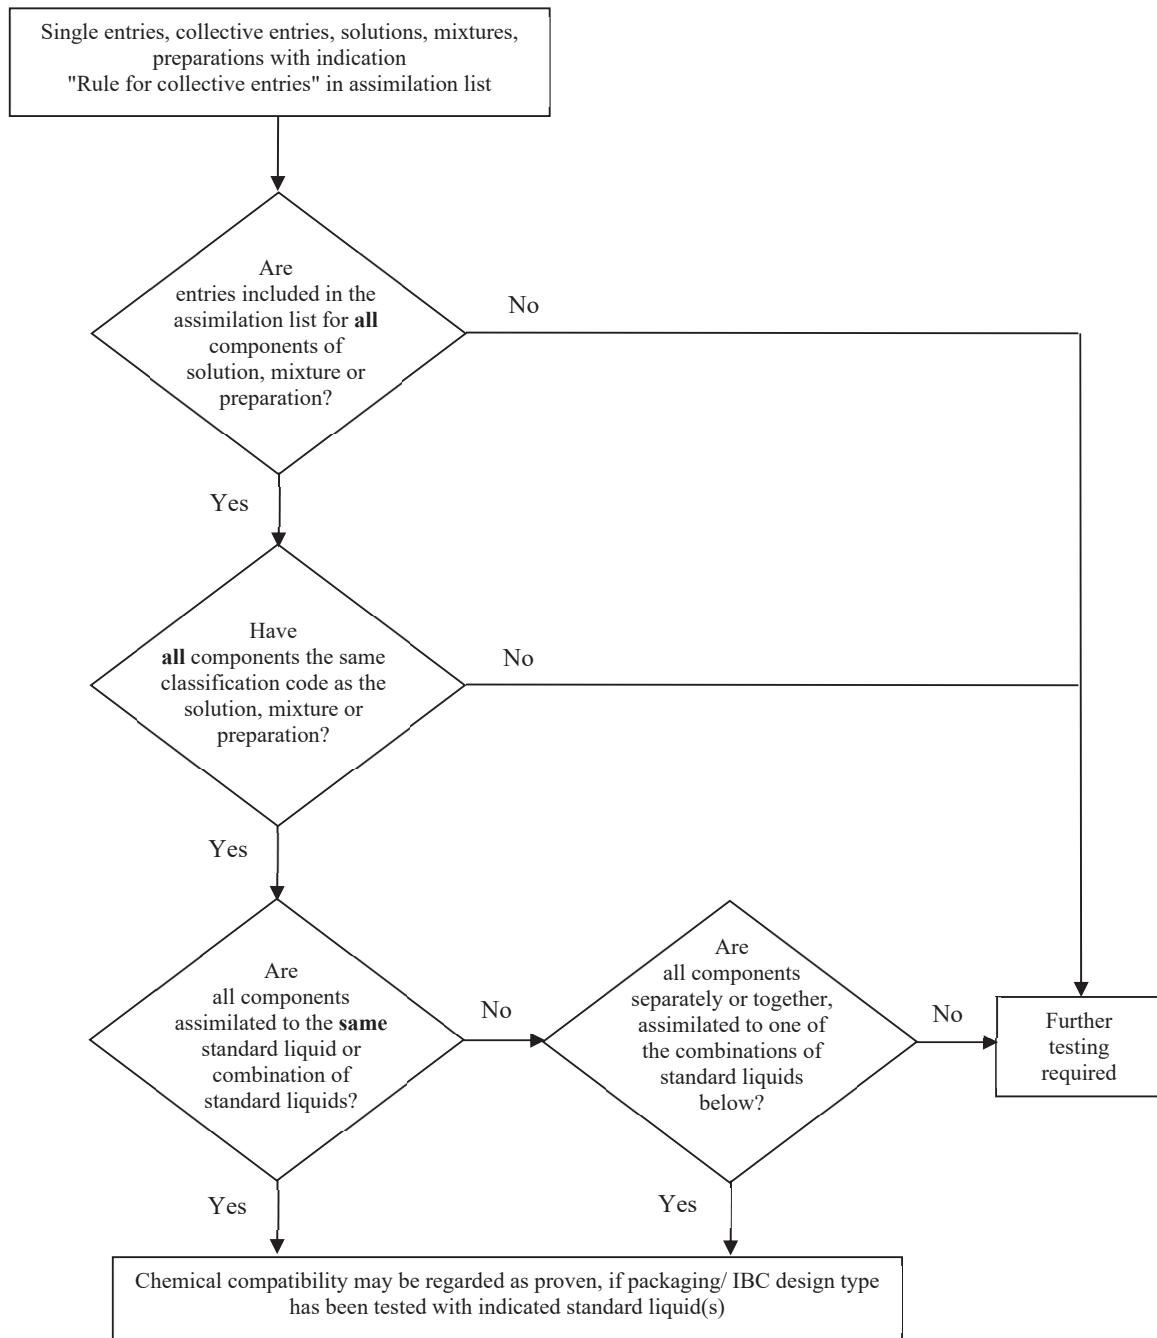 Single entries, collective entries, solutions, mixtures,
preparations with indication
"Rule for collective entries" in assimilation list
Are
entries included in the
assimilation list for all
components of
solution, mixture or
preparation?
No
Yes
Have
all components the same
classification code as the
solution, mixture or
preparation?
No
Yes
Are
all components
assimilated to the same
standard liquid or
combination of
standard liquids?
No
Are
all components
separately or together,
assimilated to one of
the combinations of
standard liquids
below?
No
Further
testing
required
Yes
Yes
Chemical compatibility may be regarded as proven, if packaging/ IBC design type
has been tested with indicated standard liquid(s)